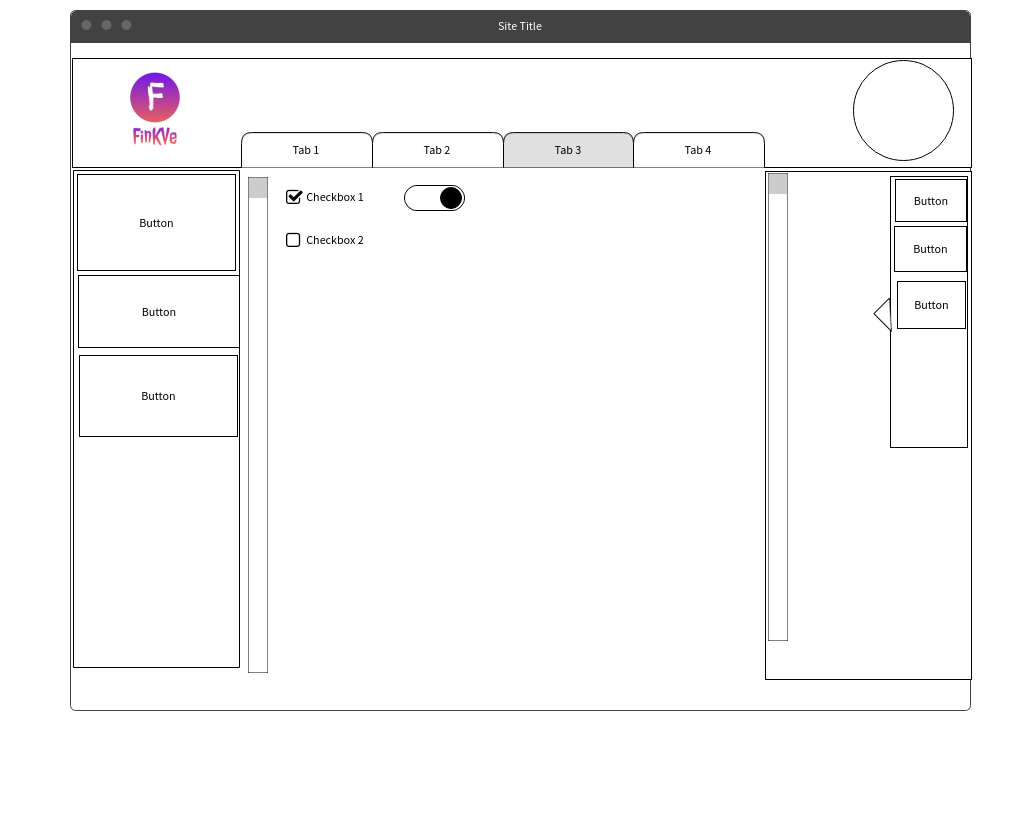 Site Title
F
FinKVe
Tab 1
Tab 2
Tab 3
Tab 4
Button
Button
Button
Checkbox 1
Checkbox 2
Button
Button
Button